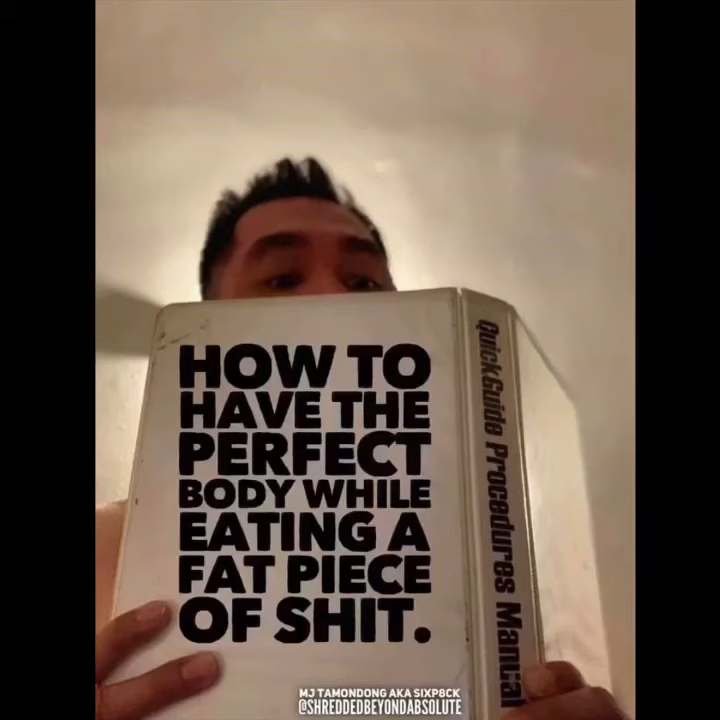 HOW TO
HAVE THE
PERFECT
BODY WHILE
EATING A
FAT PIECE
OF SHIT.
QuickGuide Procedures Manual
MJ TAMONDONG AKA SIXP8CK
@SHREDDEDBEYONDABSOLUTE